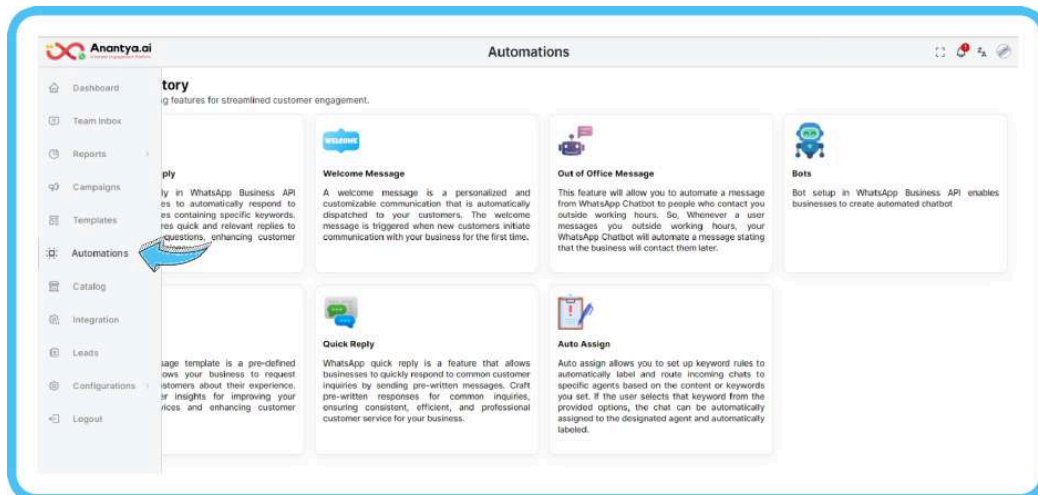 Anantya.ai
Automations
Dashboard
Team Inbox
Reports
Campaigns
Templates
Automations
Catalog
Integration
Leads
Configurations
Logout
tory
g features for streamlined customer engagement.
ply
ly in WhatsApp Business API
es to automatically respond to
es containing specific keywords.
res quick and relevant replies to
questions, enhancing customer
WELCOME
Welcome Message
A welcome message is a personalized and
customizable communication that is automatically
dispatched to your customers. The welcome
message is triggered when new customers initiate
communication with your business for the first time.
Out of Office Message
This feature will allow you to automate a message
from WhatsApp Chatbot to people who contact you
outside working hours. So, Whenever a user
messages you outside working hours, your
WhatsApp Chatbot will automate a message stating
that the business will contact them later.
Bots
Bot setup in WhatsApp Business API enables
businesses to create automated chatbot
sage template is a pre-defined
ows your business to request
stomers about their experience.
er insights for improving your
vices and enhancing customer
Quick Reply
WhatsApp quick reply is a feature that allows
businesses to quickly respond to common customer
inquiries by sending pre-written messages. Craft
pre-written responses for common inquiries,
ensuring consistent, efficient, and professional
customer service for your business.
Auto Assign
Auto assign allows you to set up keyword rules to
automatically label and route incoming chats to
specific agents based on the content or keywords
you set. If the user selects that keyword from the
provided options, the chat can be automatically
assigned to the designated agent and automatically
labeled.